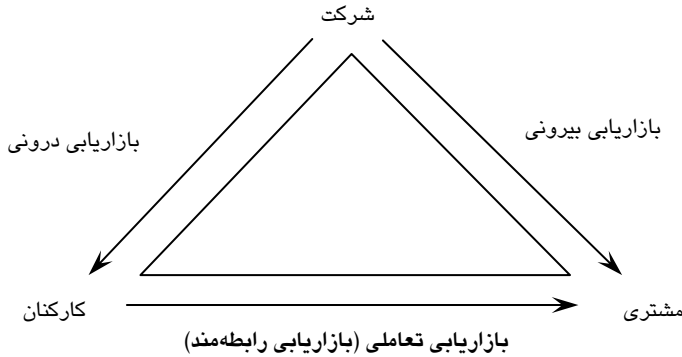 شرکت
بازاریابی بیرونی
بازاریابی درونی
مشتری
کارکنان
بازاریابی تعاملی (بازاریابی رابطه‌مند)